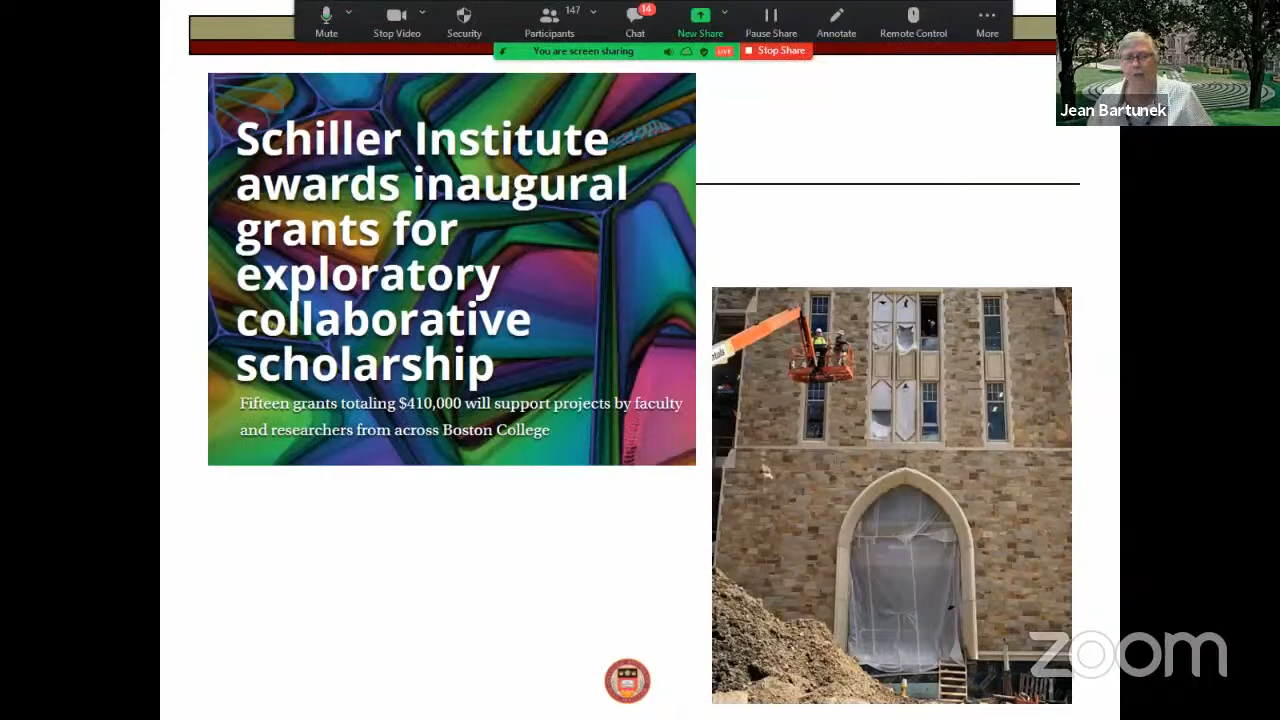 147
14
Mute
Stop Video
Security
Participants
Chat
New Share
Pause Share
Annotate
Remote Control
More
You are screen sharing
LIVE
Stop Share
Jean Bartunek
Schiller Institute
awards inaugural
grants for
exploratory
collaborative
scholarship
Fifteen grants totaling $410,000 will support projects by faculty
and researchers from across Boston College
zoom